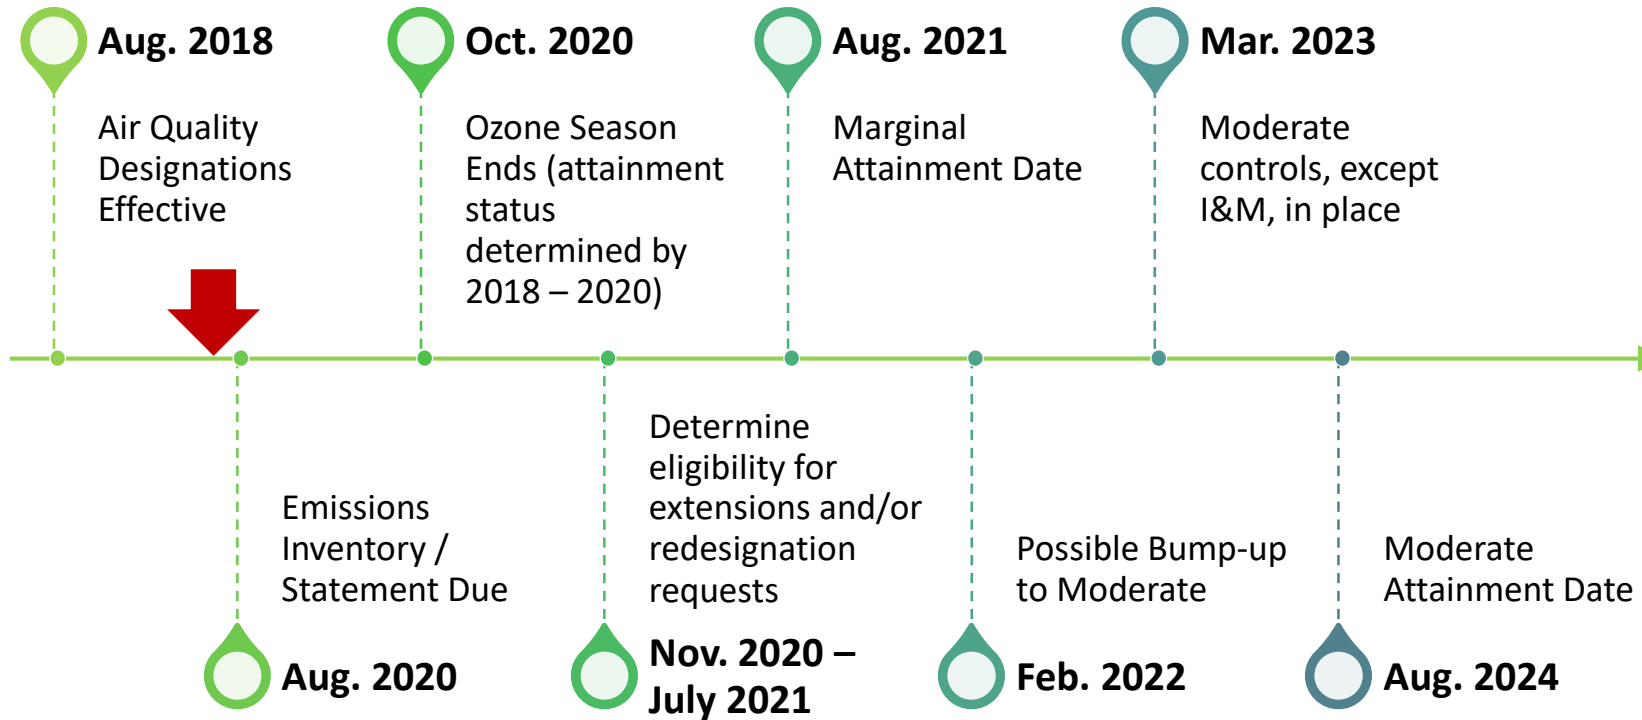 Aug. 2018
Air Quality
Designations
Effective
Aug. 2020
Emissions
Inventory /
Statement Due
Oct. 2020
Ozone Season
Ends (attainment
status
determined by
2018 – 2020)
Nov. 2020 –
July 2021
Determine
eligibility for
extensions and/or
redesignation
requests
Aug. 2021
Marginal
Attainment Date
Feb. 2022
Possible Bump-up
to Moderate
Mar. 2023
Moderate
controls, except
I&M, in place
Aug. 2024
Moderate
Attainment Date